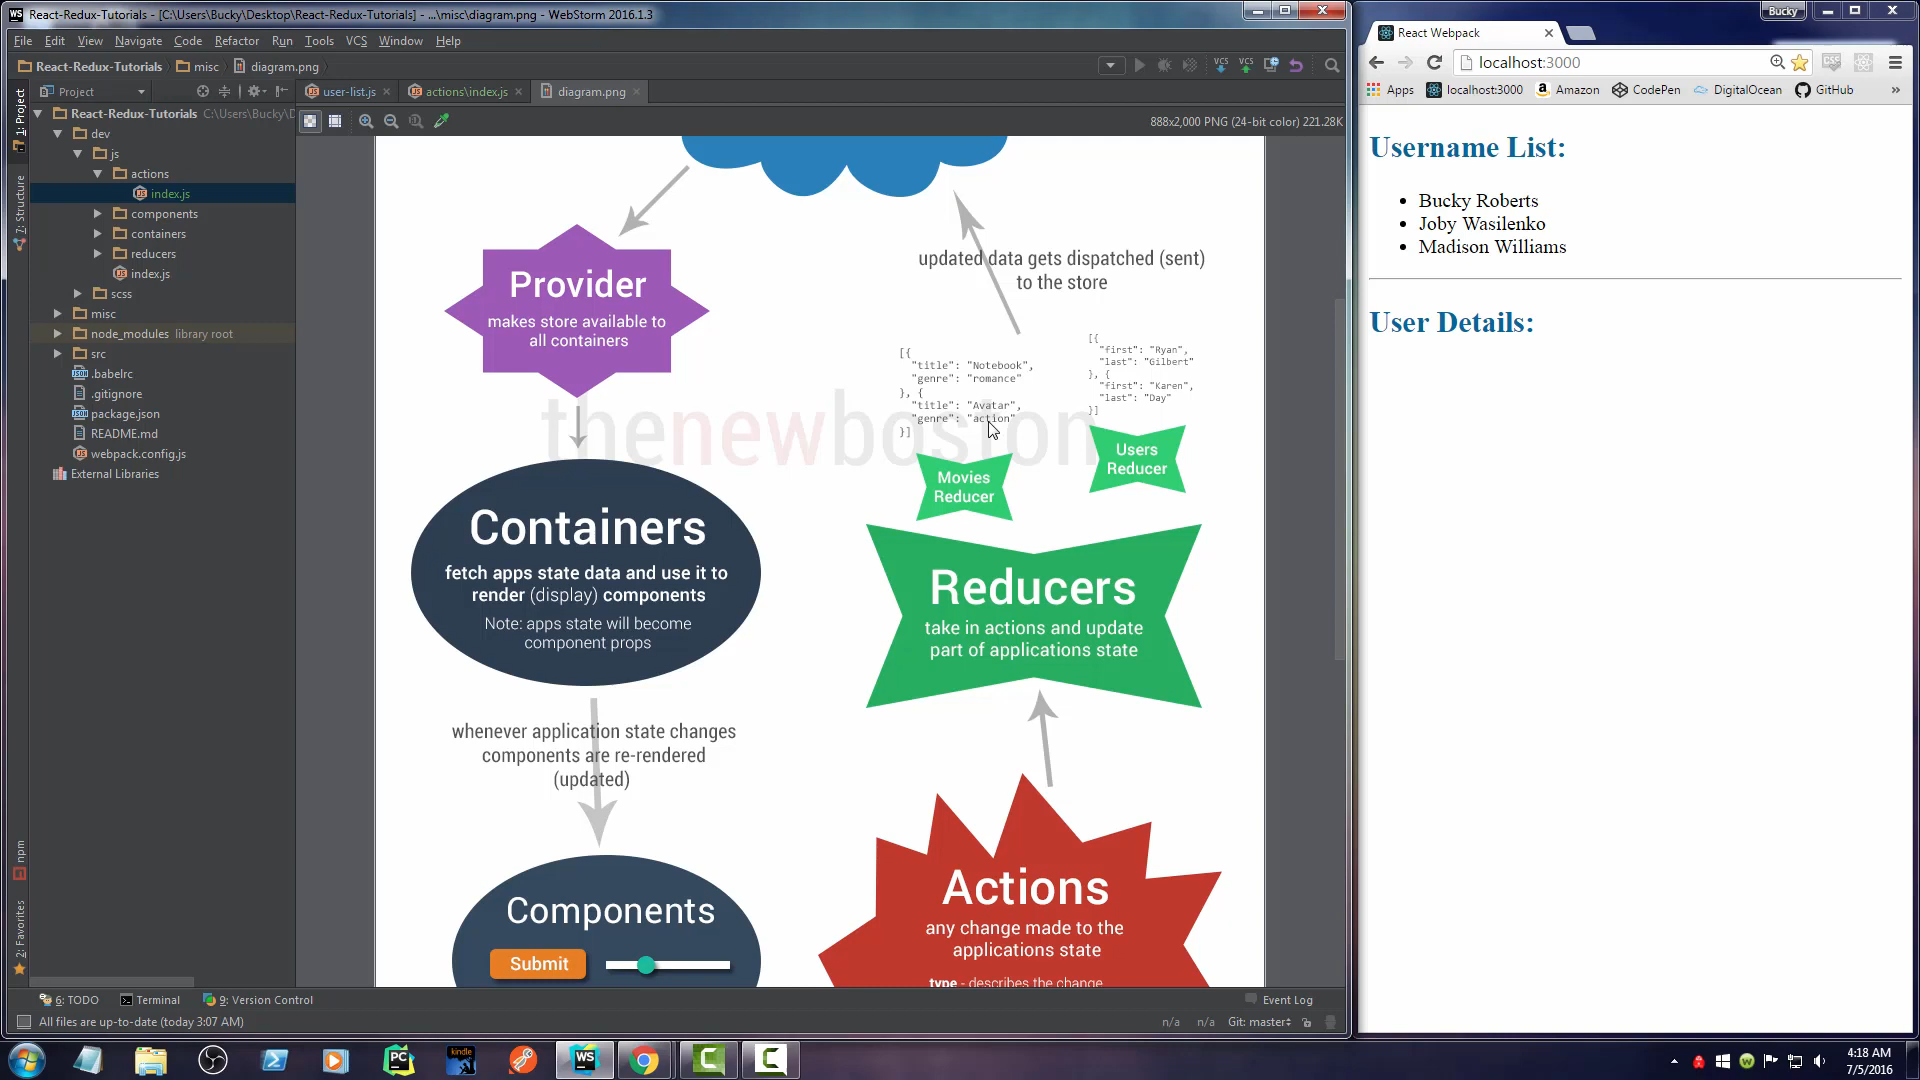 React-Redux-Tutorials - [C:\Users\Bucky\Desktop\React-Redux-Tutorials] - ...\misc\diagram.png - WebStorm 2016.1.3
File Edit View Navigate Code Refactor Run Tools VCS Window Help
React-Redux-Tutorials misc diagram.png
Project
user-list.js
actions\index.js
diagram.png
888x2,000 PNG (24-bit color) 221.28K
1: Project
7: Structure
npm
2: Favorites
React-Redux-Tutorials C:\Users\Bucky\D
dev
js
actions
index.js
components
containers
reducers
index.js
scss
misc
node_modules library root
src
.babelrc
.gitignore
package.json
README.md
webpack.config.js
External Libraries
Provider
makes store available to
all containers
updated data gets dispatched (sent)
to the store
[{
"title": "Notebook",
"genre": "romance"
}, {
"title": "Avatar",
"genre": "action"
}]
[{
"first": "Ryan",
"last": "Gilbert"
}, {
"first": "Karen",
"last": "Day"
}]
thenewboston
Movies
Reducer
Users
Reducer
Containers
fetch apps state data and use it to
render (display) components
Note: apps state will become
component props
Reducers
take in actions and update
part of applications state
whenever application state changes
components are re-rendered
(updated)
Components
Submit
Actions
any change made to the
applications state
type - describes the change
6: TODO Terminal 9: Version Control
Event Log
All files are up-to-date (today 3:07 AM)
n/a n/a Git: master
Bucky
React Webpack
localhost:3000
Apps localhost:3000 Amazon CodePen DigitalOcean GitHub »
Username List:
Bucky Roberts
Joby Wasilenko
Madison Williams
User Details:
PC
kindle
WS
4:18 AM
7/5/2016